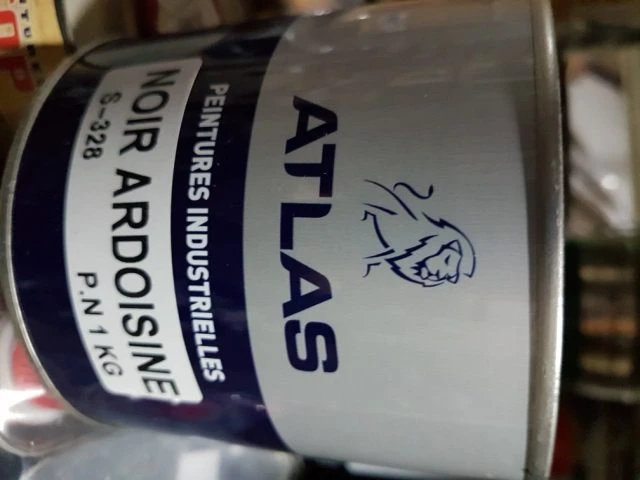 ATLAS
PEINTURES INDUSTRIELLES
NOIR ARDOISINE
S-328 P.N 1 KG